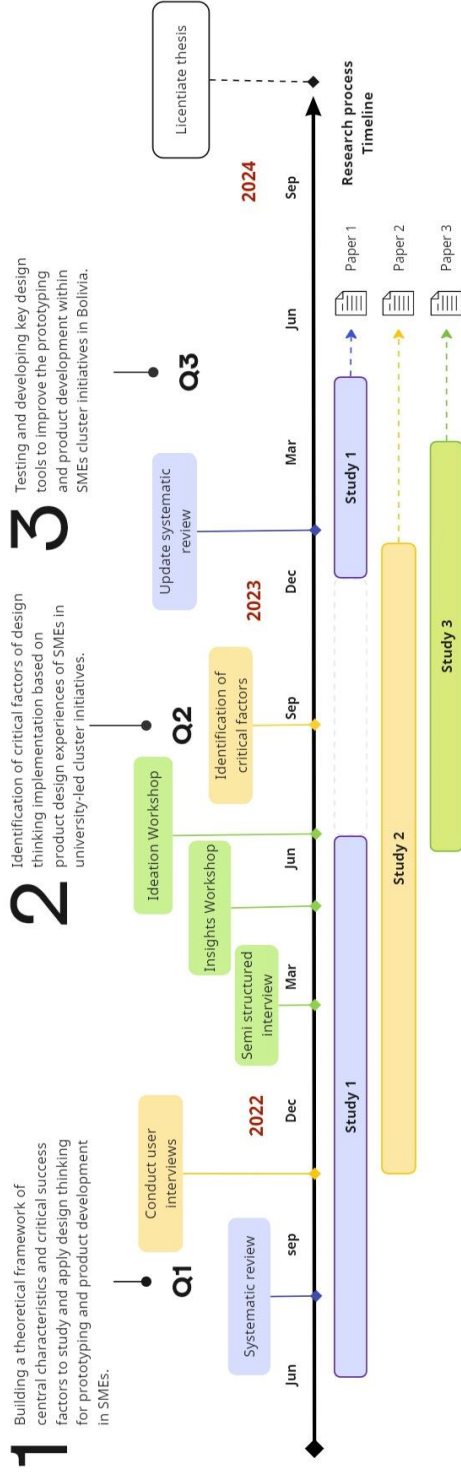 1
Building a theoretical framework of
central characteristics and critical success
factors to study and apply design thinking
for prototyping and product development
in SMEs.
2
Identification of critical factors of design
thinking implementation based on
product design experiences of SMEs in
university-led cluster initiatives.
3
Testing and developing key design
tools to improve the prototyping
and product development within
SMEs cluster initiatives in Bolivia.
Q1
Q2
Q3
Systematic review
Conduct user
interviews
Semi structured
interview
Insights Workshop
Ideation Workshop
Identification of
critical factors
Update systematic
review
Licentiate thesis
2022
2023
2024
Jun
sep
Dec
Mar
Jun
Sep
Dec
Mar
Jun
Sep
Research process
Timeline
Study 1
Study 1
Paper 1
Study 2
Paper 2
Study 3
Paper 3